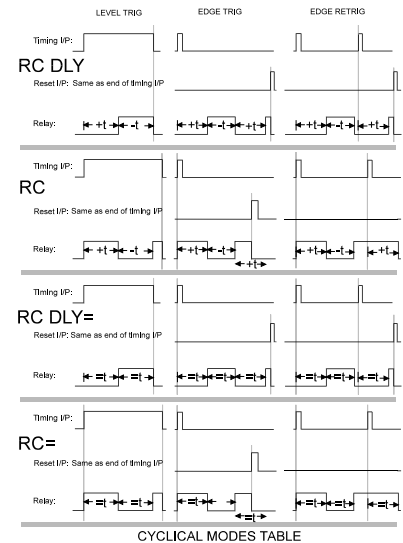 LEVEL TRIG EDGE TRIG EDGE RETRIG
Timing I/P:
RC DLY
Reset I/P: Same as end of timing I/P
Relay: +t -t +t -t +t +t -t +t
Timing I/P:
RC
Reset I/P: Same as end of timing I/P
Relay: +t -t +t -t +t -t +t
+t
Timing I/P:
RC DLY=
Reset I/P: Same as end of timing I/P
Relay: =t =t =t =t =t =t =t =t
Timing I/P:
RC=
Reset I/P: Same as end of timing I/P
Relay: =t =t =t =t =t =t
=t
CYCLICAL MODES TABLE